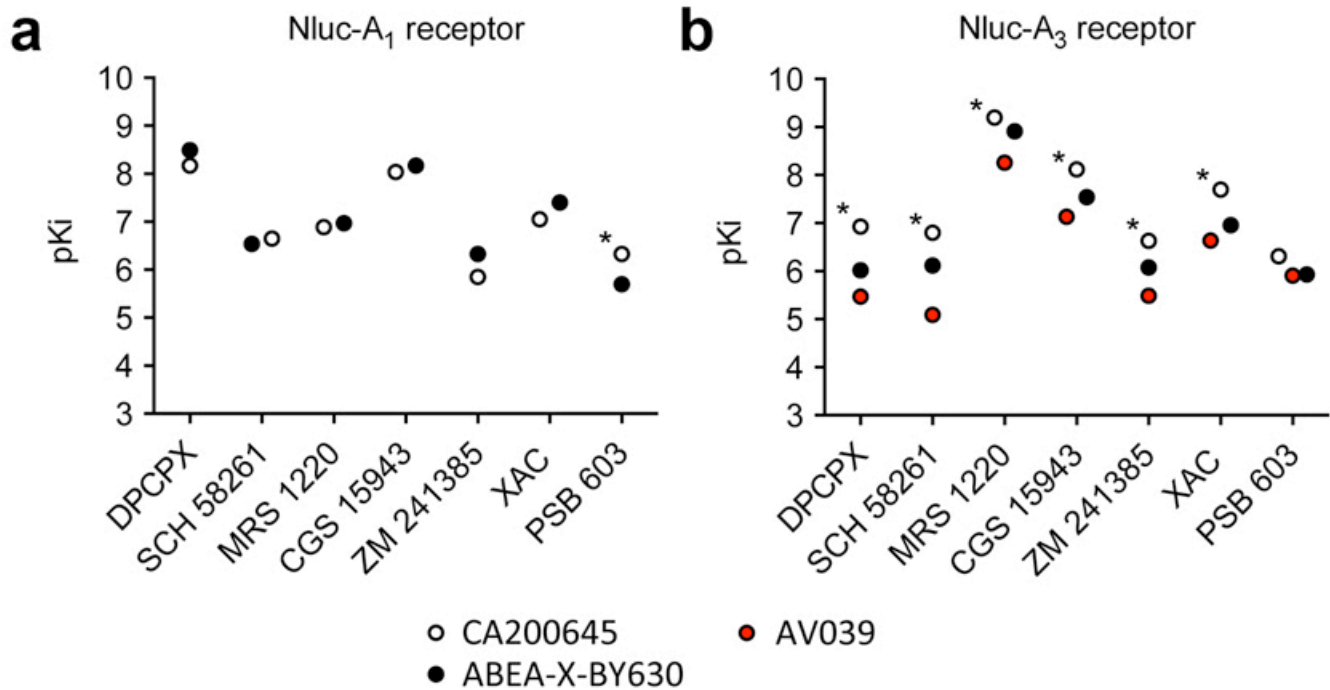 a
Nluc-A₁ receptor
pKi
10
9
8
7
6
5
4
3
*
DPCPX
SCH 58261
MRS 1220
CGS 15943
ZM 241385
XAC
PSB 603
b
Nluc-A₃ receptor
pKi
10
9
8
7
6
5
4
3
*
*
*
*
*
*
DPCPX
SCH 58261
MRS 1220
CGS 15943
ZM 241385
XAC
PSB 603
CA200645
ABEA-X-BY630
AV039